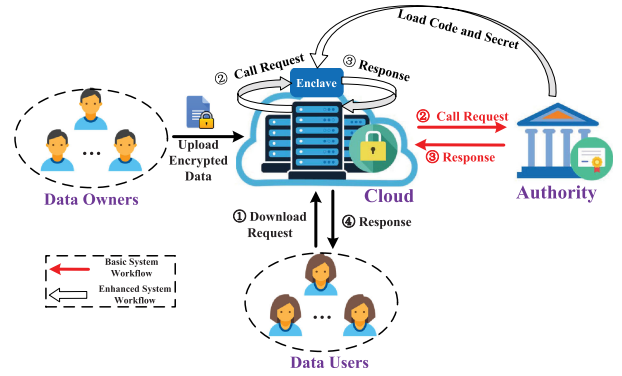 Load Code and Secret
② Call Request
③ Response
Enclave
② Call Request
③ Response
Upload
Encrypted
Data
Cloud
Authority
Data Owners
① Download
Request
④ Response
Basic System
Workflow
Enhanced System
Workflow
Data Users